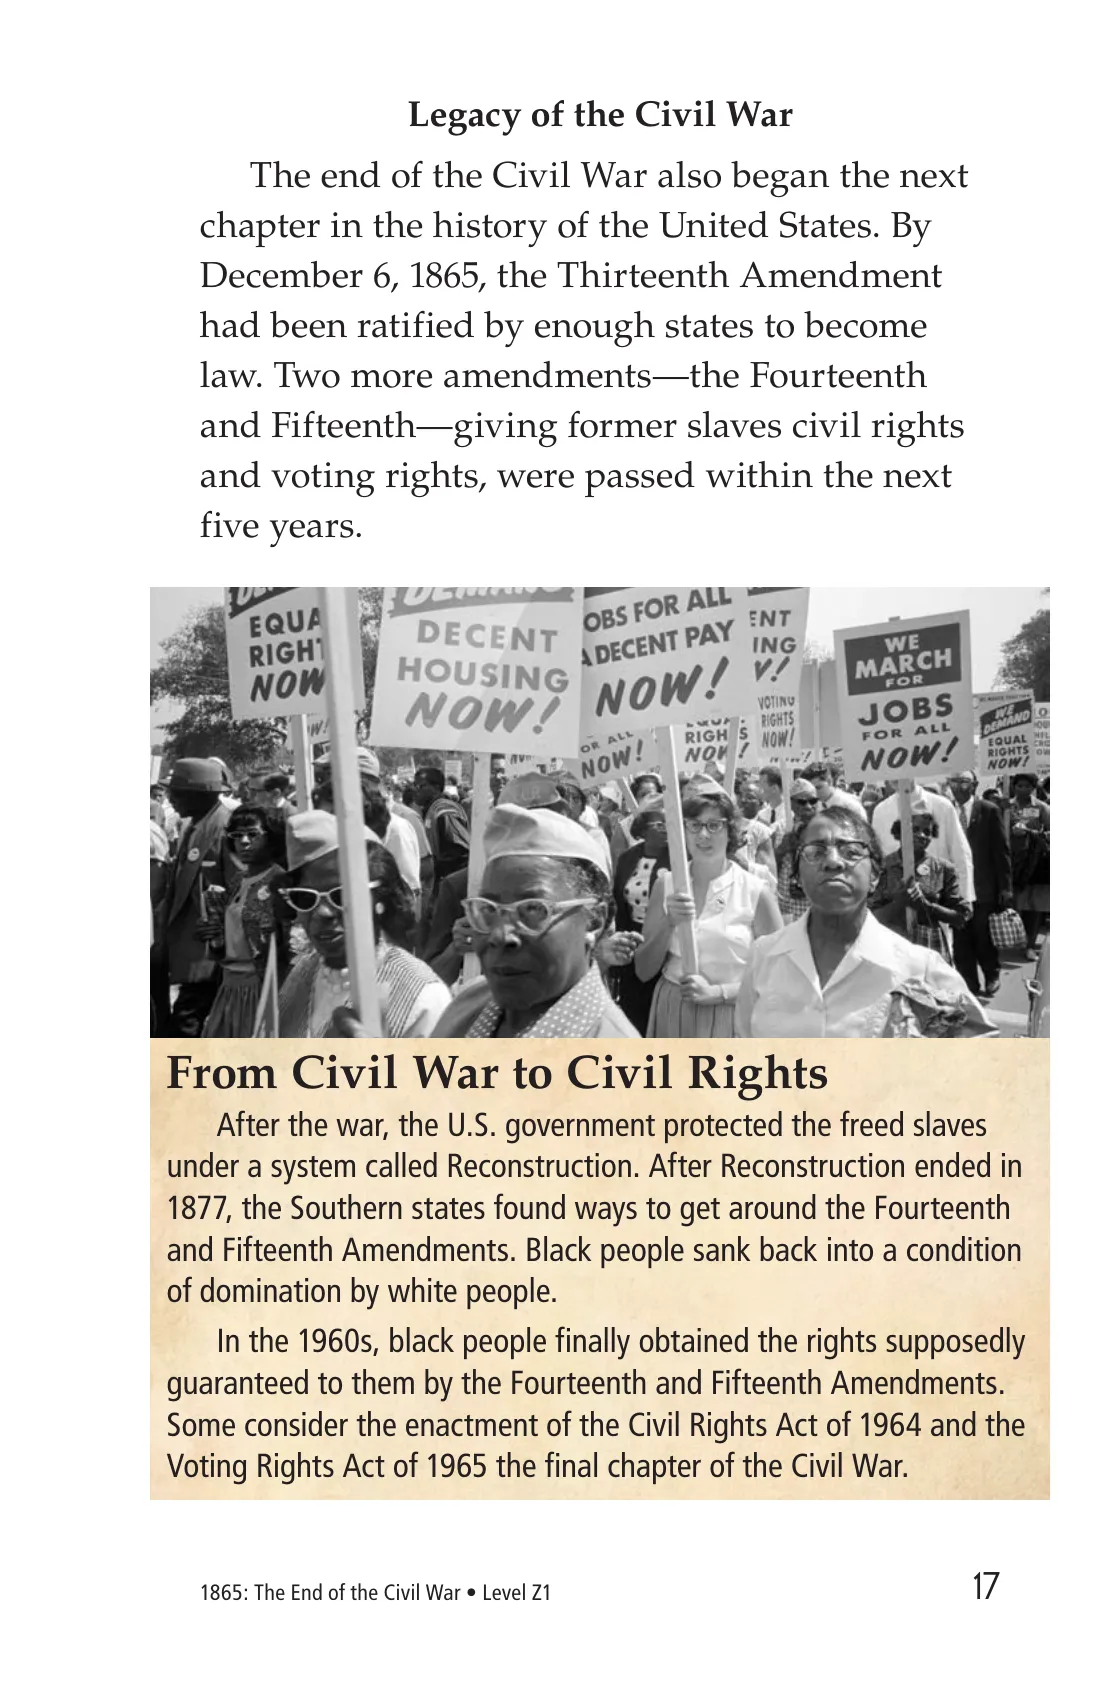 Legacy of the Civil War
The end of the Civil War also began the next
chapter in the history of the United States. By
December 6, 1865, the Thirteenth Amendment
had been ratified by enough states to become
law. Two more amendments—the Fourteenth
and Fifteenth—giving former slaves civil rights
and voting rights, were passed within the next
five years.
DEMAND
EQUA
RIGHT
NOW
DEMAND
DECENT
HOUSING
NOW!
OBS FOR ALL
A DECENT PAY
NOW!
ENT
ING
V!
VOTING
RIGHTS
NOW!
WE
MARCH
FOR
JOBS
FOR ALL
NOW!
WE
DEMAND
EQUAL
RIGHTS
NOW!
W!
OR ALL
NOW!
EQUAL
RIGH S
NOW !
From Civil War to Civil Rights
After the war, the U.S. government protected the freed slaves
under a system called Reconstruction. After Reconstruction ended in
1877, the Southern states found ways to get around the Fourteenth
and Fifteenth Amendments. Black people sank back into a condition
of domination by white people.
In the 1960s, black people finally obtained the rights supposedly
guaranteed to them by the Fourteenth and Fifteenth Amendments.
Some consider the enactment of the Civil Rights Act of 1964 and the
Voting Rights Act of 1965 the final chapter of the Civil War.
1865: The End of the Civil War • Level Z1
17